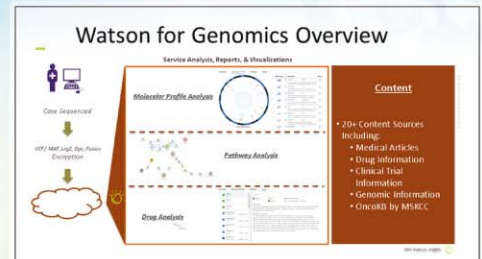 Watson for Genomics Overview
Service Analysis, Reports, & Visualizations
Case Sequenced
VCF/ MAF, Log2, Dge, Fusion
Encryption
Molecular Profile Analysis
Pathway Analysis
Drug Analysis
Content
• 20+ Content Sources
Including:
• Medical Articles
• Drug Information
• Clinical Trial
Information
• Genomic Information
• OncoKB by MSKCC